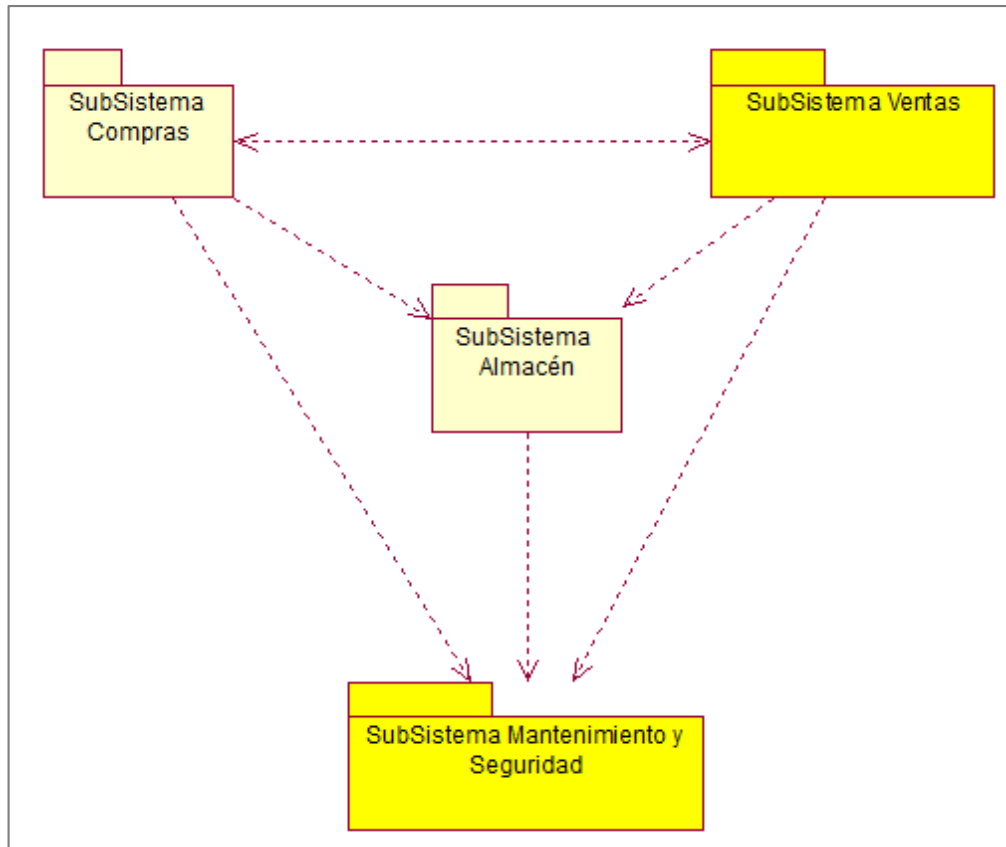 SubSistema
Compras
SubSistema Ventas
SubSistema
Almacén
SubSistema Mantenimiento y
Seguridad